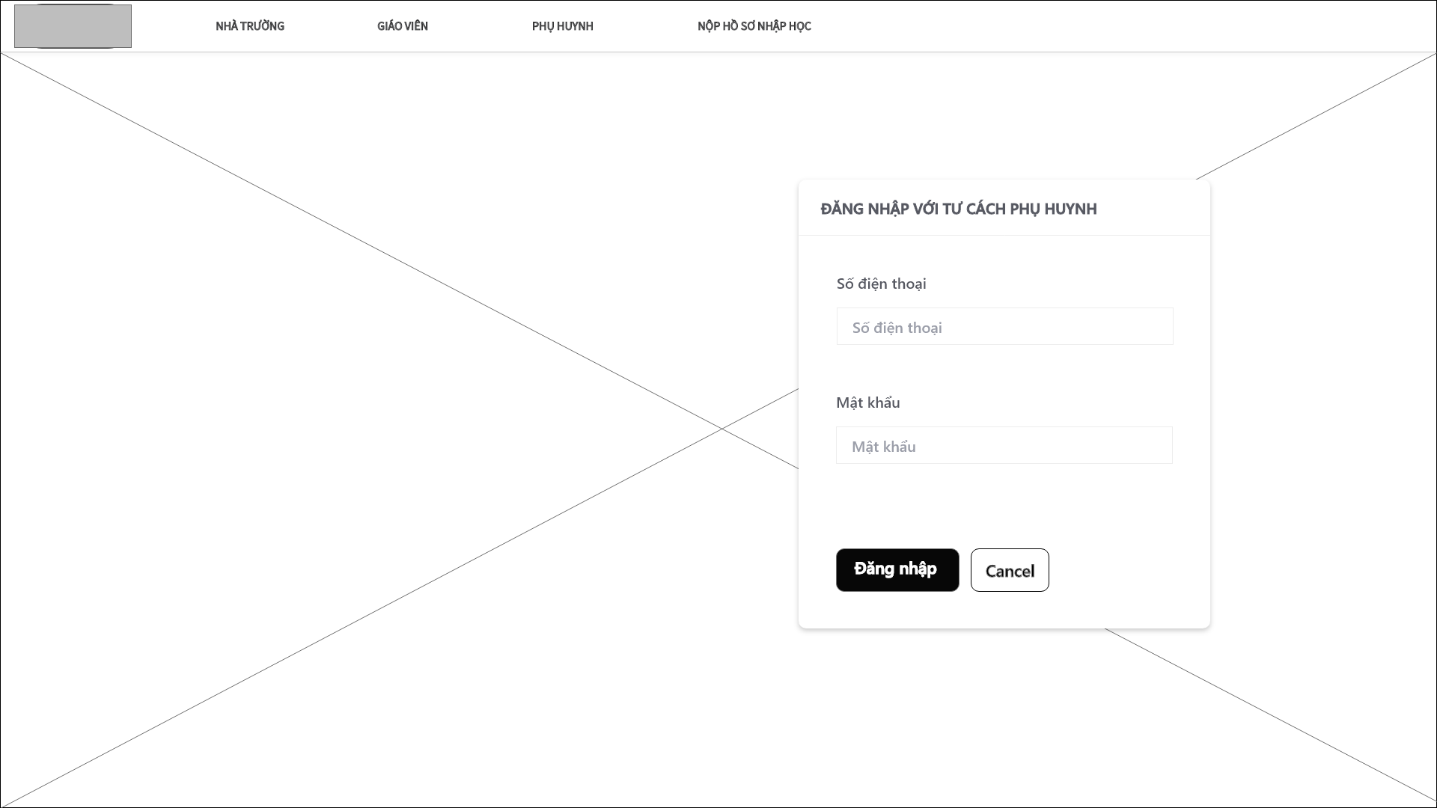 NHÀ TRƯỜNG GIÁO VIÊN PHỤ HUYNH NỘP HỒ SƠ NHẬP HỌC
ĐĂNG NHẬP VỚI TƯ CÁCH PHỤ HUYNH
Số điện thoại
Số điện thoại
Mật khẩu
Mật khẩu
Đăng nhập Cancel